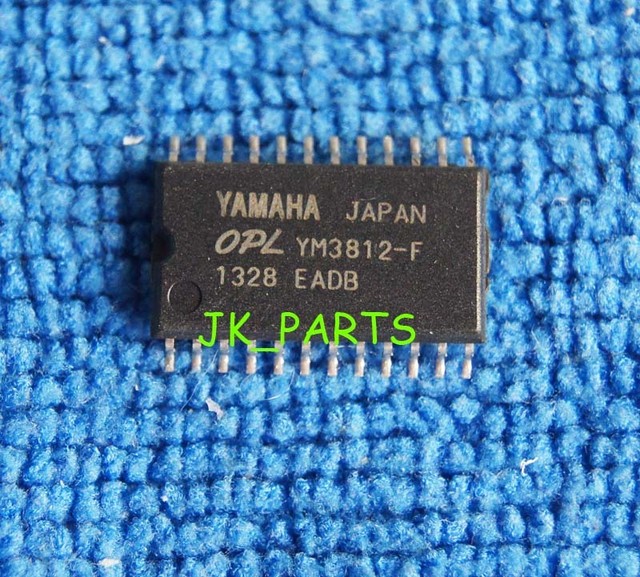 YAMAHA JAPAN
OPL YM3812-F
1328 EADB
JK_PARTS